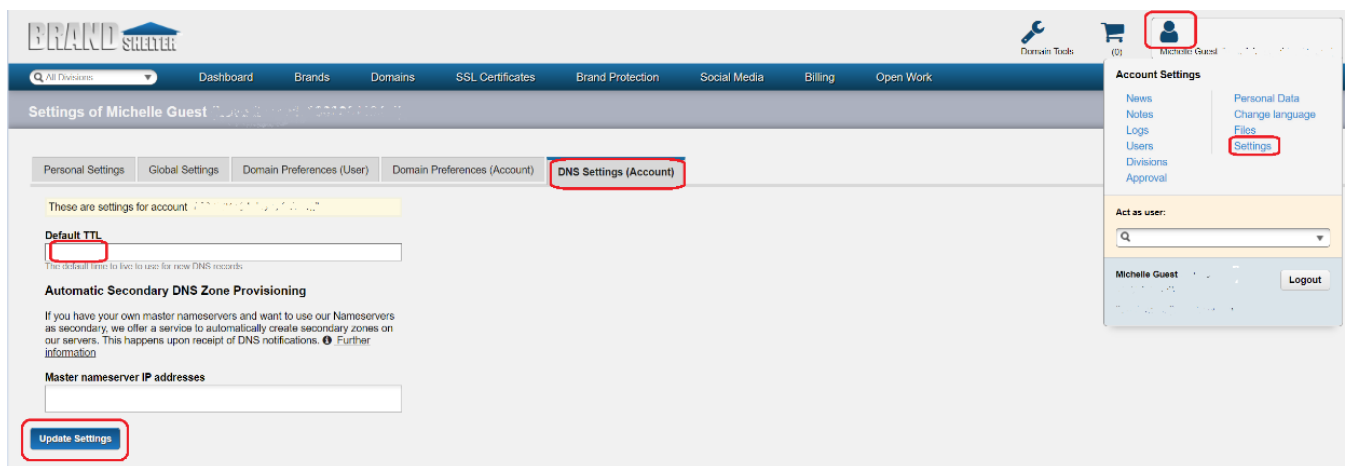 BRAND SHELTER
Domain Tools
(0)
Michelle Guest
All Divisions
Dashboard
Brands
Domains
SSL Certificates
Brand Protection
Social Media
Billing
Open Work
Settings of Michelle Guest
Account Settings
News
Notes
Logs
Users
Divisions
Approval
Personal Data
Change language
Files
Settings
Act as user:
Michelle Guest
Logout
Personal Settings
Global Settings
Domain Preferences (User)
Domain Preferences (Account)
DNS Settings (Account)
These are settings for account
Default TTL
The default time to live to use for new DNS records
Automatic Secondary DNS Zone Provisioning
If you have your own master nameservers and want to use our Nameservers
as secondary, we offer a service to automatically create secondary zones on
our servers. This happens upon receipt of DNS notifications. Further
information
Master nameserver IP addresses
Update Settings